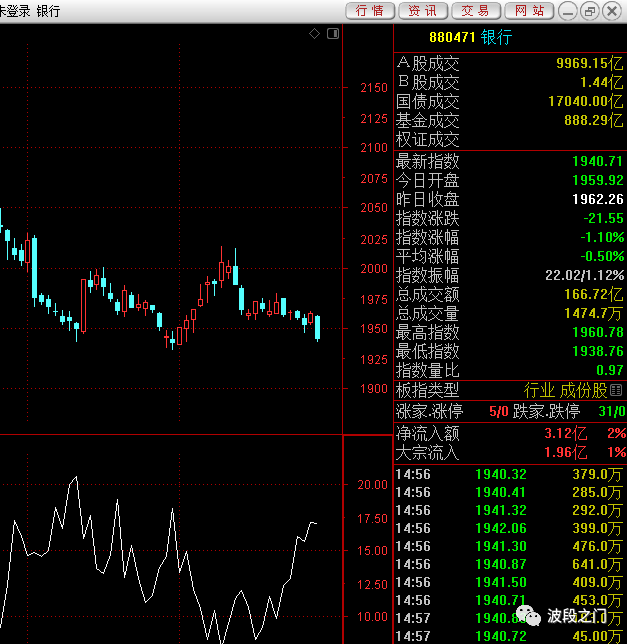 未登录 银行
行情 资讯 交易 网站
880471 银行
A股成交 9969.15亿
B股成交 1.44亿
国债成交 17040.00亿
基金成交 888.29亿
权证成交
最新指数 1940.71
今日开盘 1959.92
昨日收盘 1962.26
指数涨跌 -21.55
指数涨幅 -1.10%
平均涨幅 -0.50%
指数振幅 22.02/1.12%
总成交额 166.72亿
总成交量 1474.7万
最高指数 1960.78
最低指数 1938.76
指数量比 0.97
板指类型 行业 成份股
涨家.涨停 5/0 跌家.跌停 31/0
净流入额 3.12亿 2%
大宗流入 1.96亿 1%
14:56 1940.32 379.0万
14:56 1940.41 285.0万
14:56 1941.32 292.0万
14:56 1942.06 399.0万
14:56 1941.30 476.0万
14:56 1940.87 641.0万
14:56 1941.50 409.0万
14:56 1940.71 453.0万
14:57
14:57 1940.72 45.00万
2150
2125
2100
2075
2050
2025
2000
1975
1950
1925
1900
20.00
17.50
15.00
12.50
10.00
波段之门